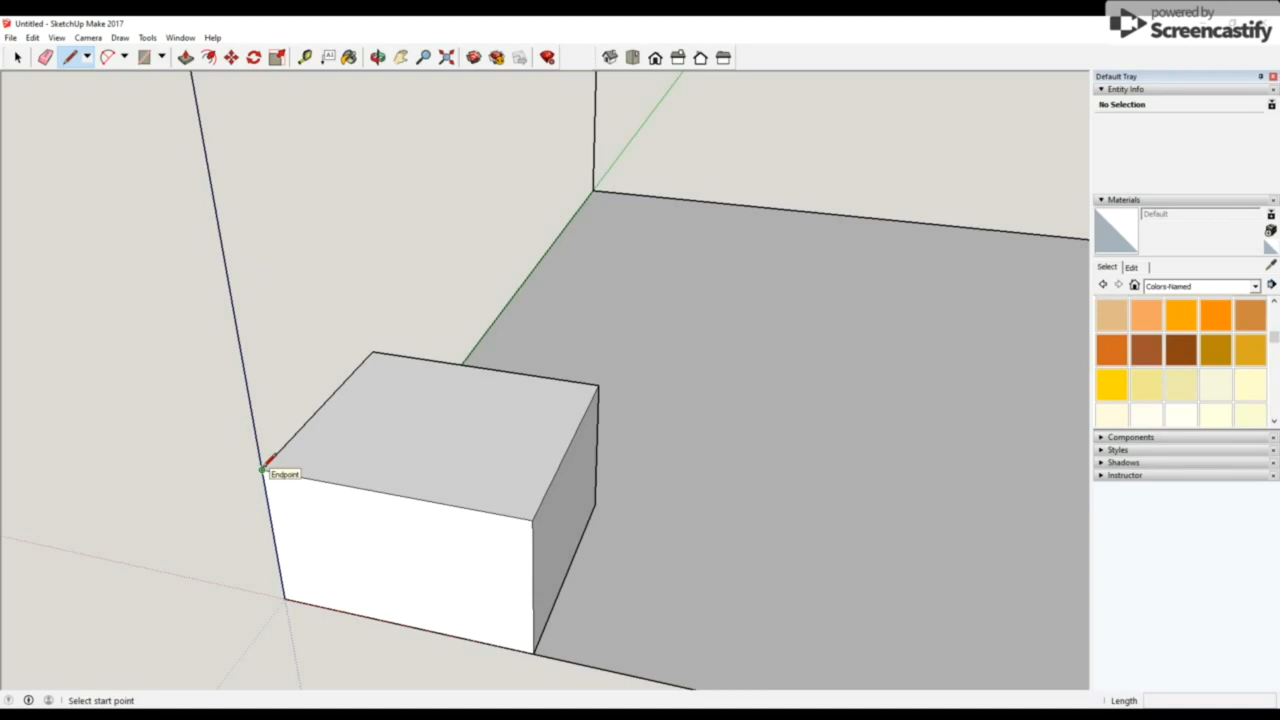 powered by
Screencastify
Untitled - SketchUp Make 2017
File Edit View Camera Draw Tools Window Help
Default Tray
Entity Info
No Selection
Materials
Default
Select Edit
Colors-Named
Components
Styles
Shadows
Instructor
Endpoint
Select start point
Length